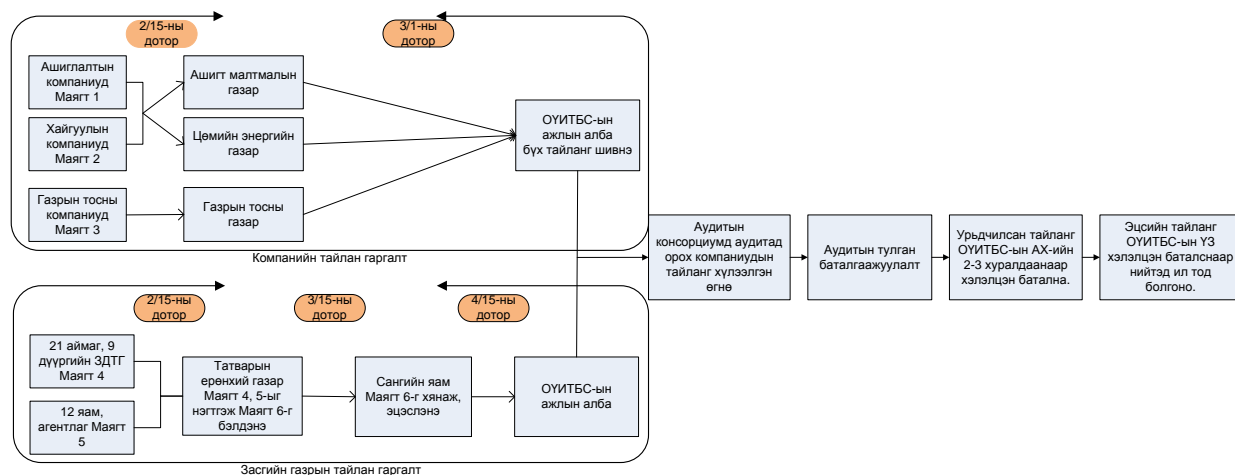 2/15-ны
дотор
3/1-ны
дотор
Ашиглалтын
компаниуд
Маягт 1
Ашигт малтмалын
газар
Хайгуулын
компаниуд
Маягт 2
Цөмийн энергийн
газар
Газрын тосны
компаниуд
Маягт 3
Газрын тосны
газар
ОҮИТБС-ын
ажлын алба
бүх тайланг шивнэ
Компанийн тайлан гаргалт
Аудитын
консорциумд аудитад
орох компаниудын
тайланг хүлээлгэн
өгнө
Аудитын тулган
баталгаажуулалт
Урьдчилсан тайланг
ОҮИТБС-ын АХ-ийн
2-3 хуралдаанаар
хэлэлцэн батална.
Эцсийн тайланг
ОҮИТБС-ын ҮЗ
хэлэлцэн баталснаар
нийтэд ил тод
болгоно.
2/15-ны
дотор
3/15-ны
дотор
4/15-ны
дотор
21 аймаг, 9
дүүргийн ЗДТГ
Маягт 4
12 яам,
агентлаг Маягт
5
Татварын
ерөнхий газар
Маягт 4, 5-ыг
нэгтгэж Маягт 6-г
бэлдэнэ
Сангийн яам
Маягт 6-г хянаж,
эцэслэнэ
ОҮИТБС-ын
ажлын алба
Засгийн газрын тайлан гаргалт